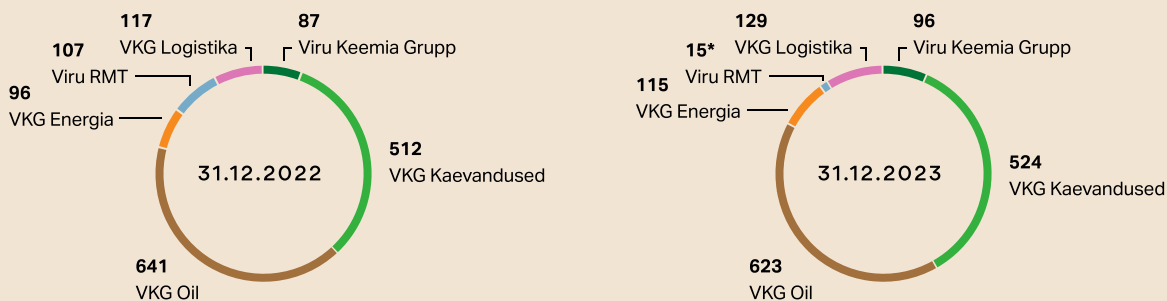 117
VKG Logistika
87
Viru Keemia Grupp
107
Viru RMT
96
VKG Energia
31.12.2022
512
VKG Kaevandused
641
VKG Oil
129
VKG Logistika
96
Viru Keemia Grupp
15*
Viru RMT
115
VKG Energia
31.12.2023
524
VKG Kaevandused
623
VKG Oil